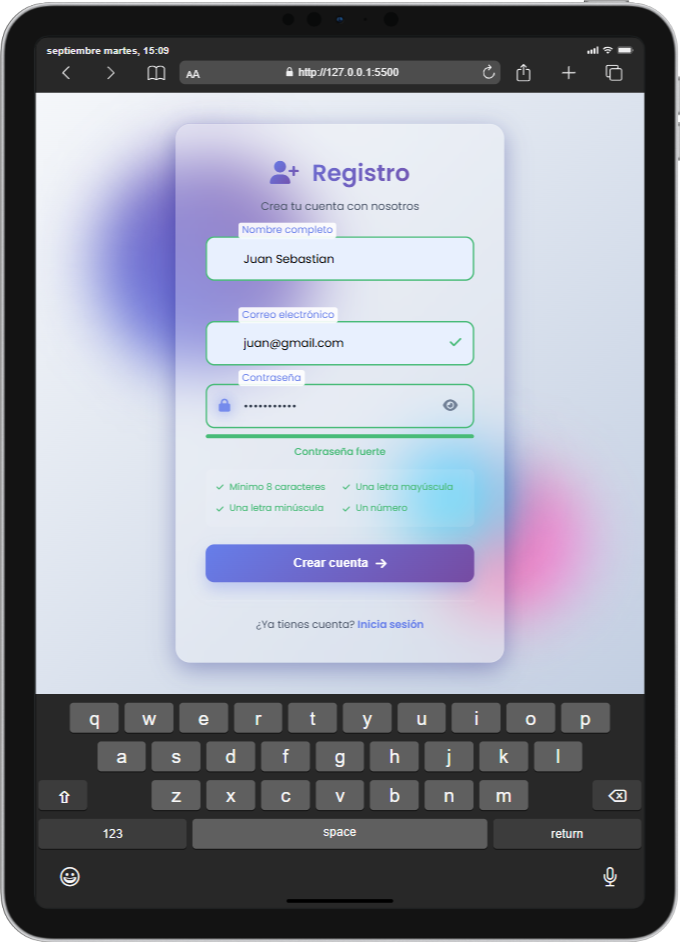 septiembre martes, 15:09
AA http://127.0.0.1:5500
Registro
Crea tu cuenta con nosotros
Nombre completo
Juan Sebastian
Correo electrónico
juan@gmail.com
Contraseña
•••••••••••
Contraseña fuerte
Mínimo 8 caracteres Una letra mayúscula
Una letra minúscula Un número
Crear cuenta
¿Ya tienes cuenta? Inicia sesión
q w e r t y u i o p
a s d f g h j k l
z x c v b n m
123 space return